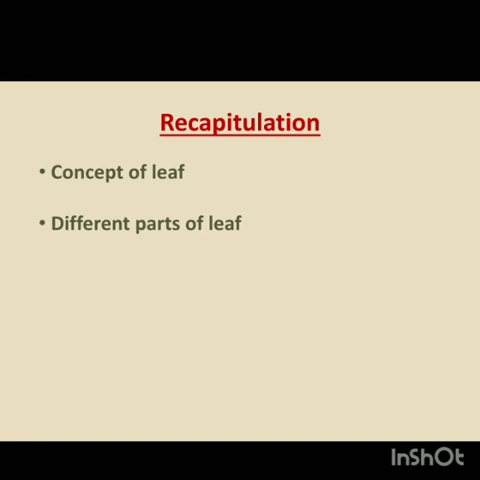 Recapitulation
• Concept of leaf
• Different parts of leaf
InShOt